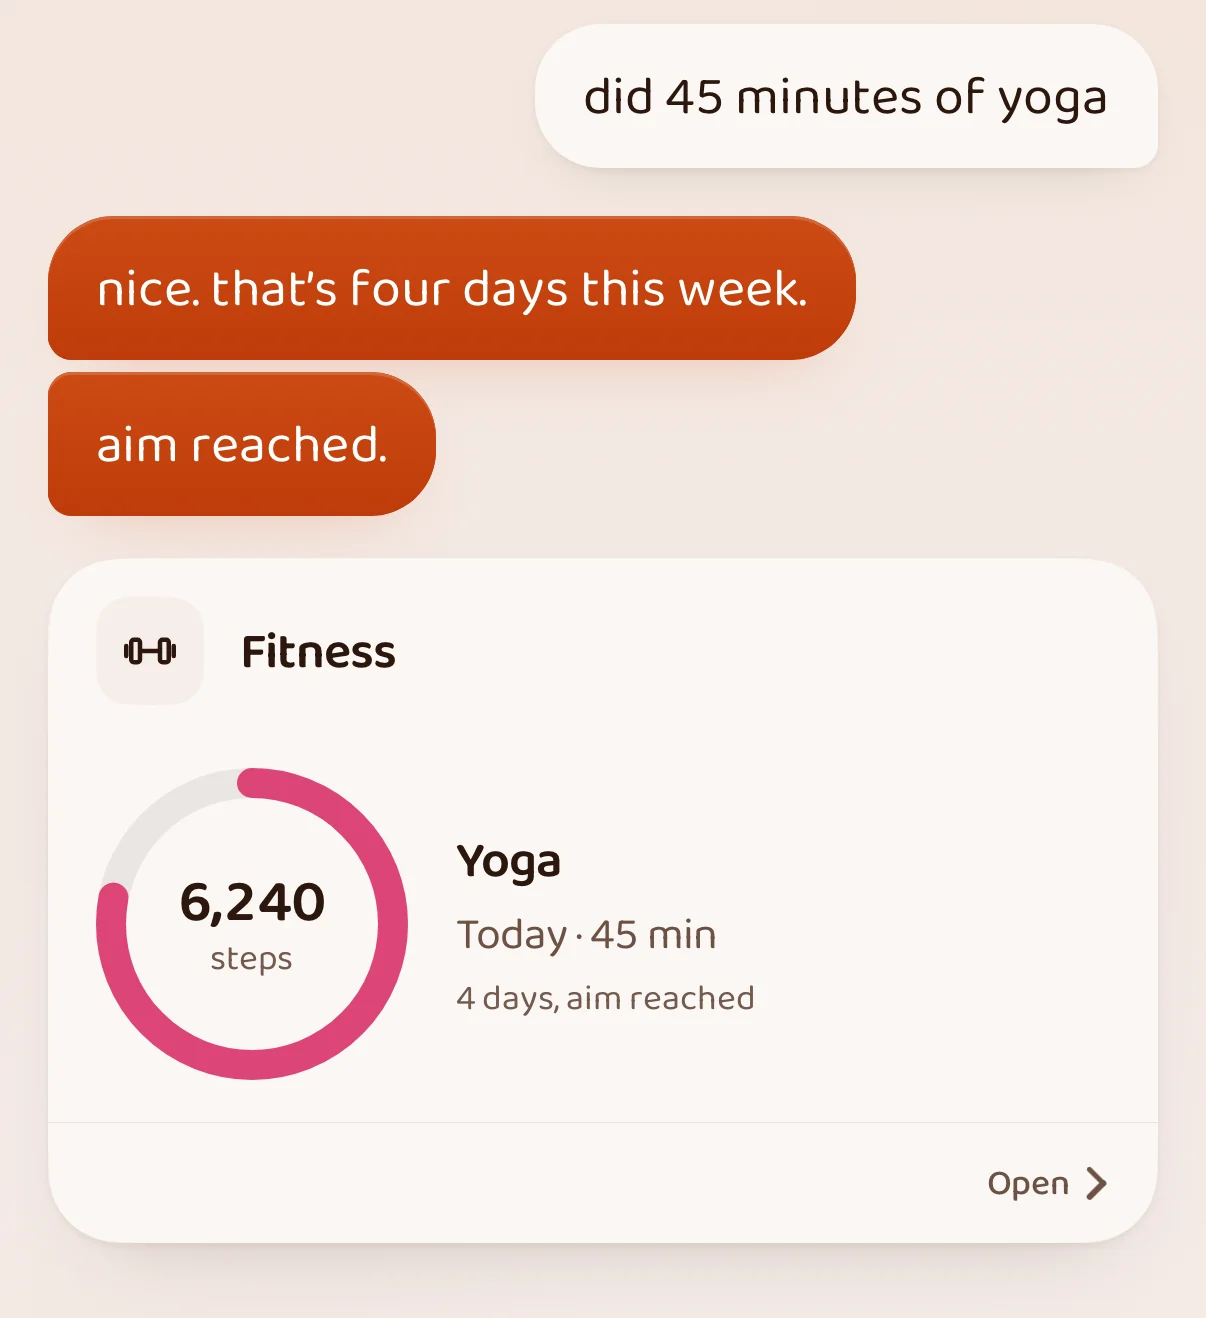 did 45 minutes of yoga
nice. that’s four days this week.
aim reached.
Fitness
6,240
steps
Yoga
Today · 45 min
4 days, aim reached
Open